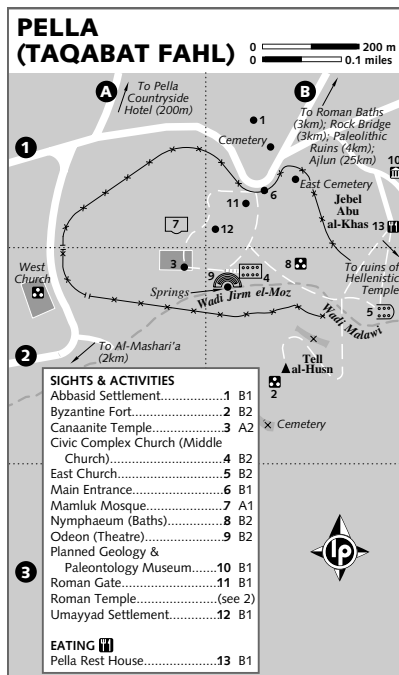 PELLA
(TAQABAT FAHL)
0 200 m
0 0.1 miles
A
B
To Pella
Countryside
Hotel (200m)
To Roman Baths
(3km); Rock Bridge
(3km); Paleolithic
Ruins (4km);
Ajlun (25km)
1
Cemetery
1
10
6
East Cemetery
11
Jebel
Abu
al-Khas
7
12
13
West
Church
3
9
4
8
To ruins of
Hellenistic
Temple
Springs
Wadi Jirm el-Moz
5
Wadi Malawi
2
To Al-Mashari'a
(2km)
Tell
al-Husn
2
Cemetery
SIGHTS & ACTIVITIES
Abbasid Settlement....................1 B1
Byzantine Fort...........................2 B2
Canaanite Temple......................3 A2
Civic Complex Church (Middle
Church)..................................4 B2
East Church...............................5 B2
Main Entrance...........................6 B1
Mamluk Mosque........................7 A1
Nymphaeum (Baths)..................8 B2
Odeon (Theatre)........................9 B2
Planned Geology &
Paleontology Museum......10 B1
Roman Gate............................11 B1
Roman Temple.................(see 2)
Umayyad Settlement...............12 B1
3
EATING
Pella Rest House......................13 B1
lp